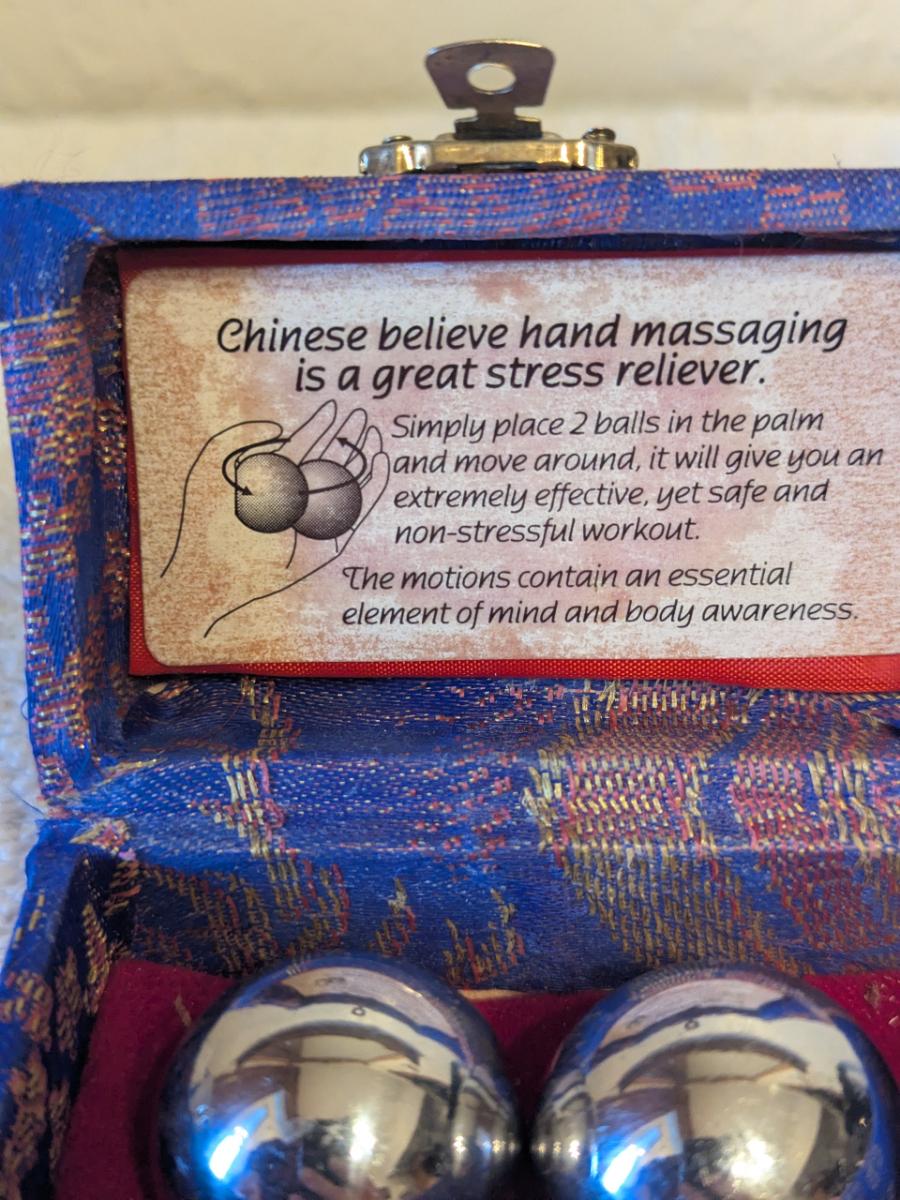 Chinese believe hand massaging
is a great stress reliever.
Simply place 2 balls in the palm
and move around, it will give you an
extremely effective, yet safe and
non-stressful workout.
The motions contain an essential
element of mind and body awareness.